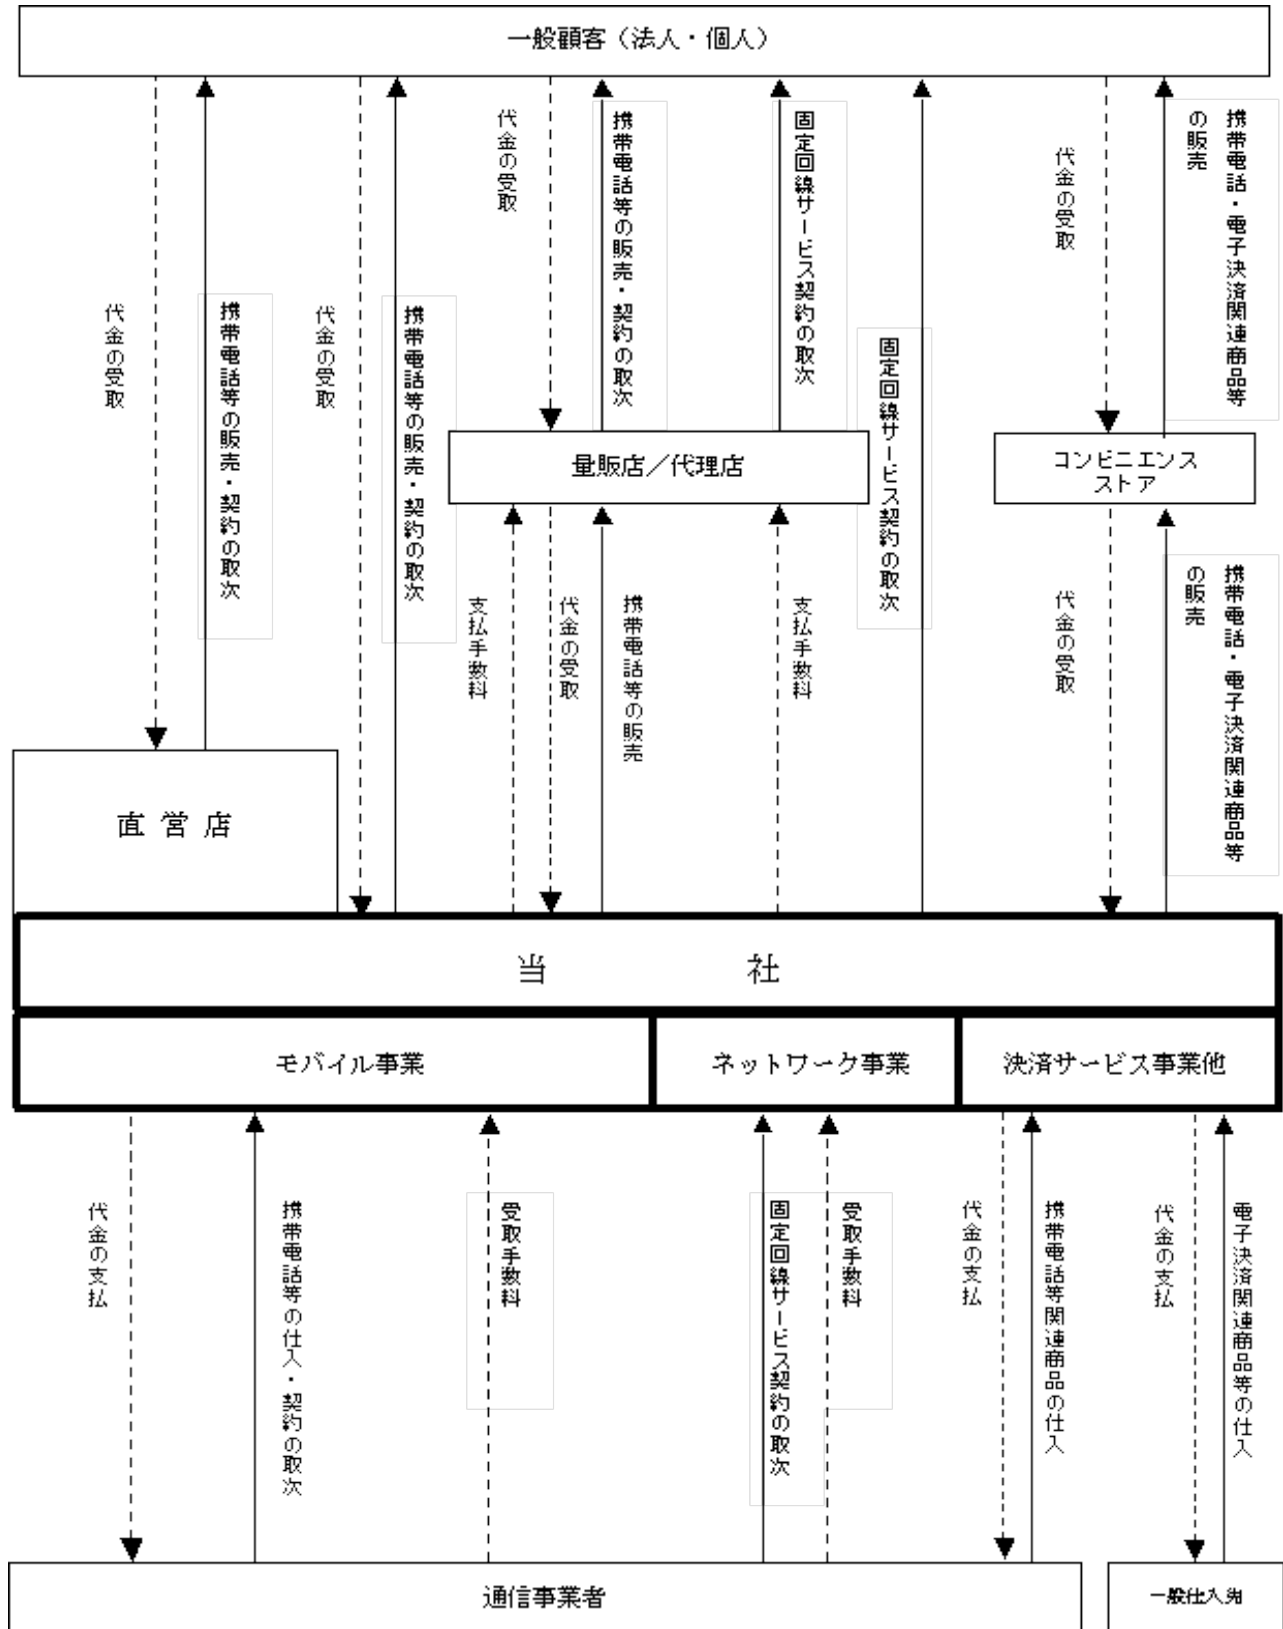 一般顧客（法人・個人）
代金の受取
携帯電話等の販売・契約の取次
代金の受取
携帯電話等の販売・契約の取次
代金の受取
携帯電話等の販売・契約の取次
固定回線サービス契約の取次
固定回線サービス契約の取次
代金の受取
携帯電話・電子決済関連商品等
の販売
量販店／代理店
コンビニエンス
ストア
支払手数料
代金の受取
携帯電話等の販売
支払手数料
代金の受取
携帯電話・電子決済関連商品等
の販売
直営店
当社
モバイル事業
ネットワーク事業
決済サービス事業他
代金の支払
携帯電話等の仕入・契約の取次
受取手数料
固定回線サービス契約の取次
受取手数料
代金の支払
携帯電話等関連商品の仕入
代金の支払
電子決済関連商品等の仕入
通信事業者
一般仕入先